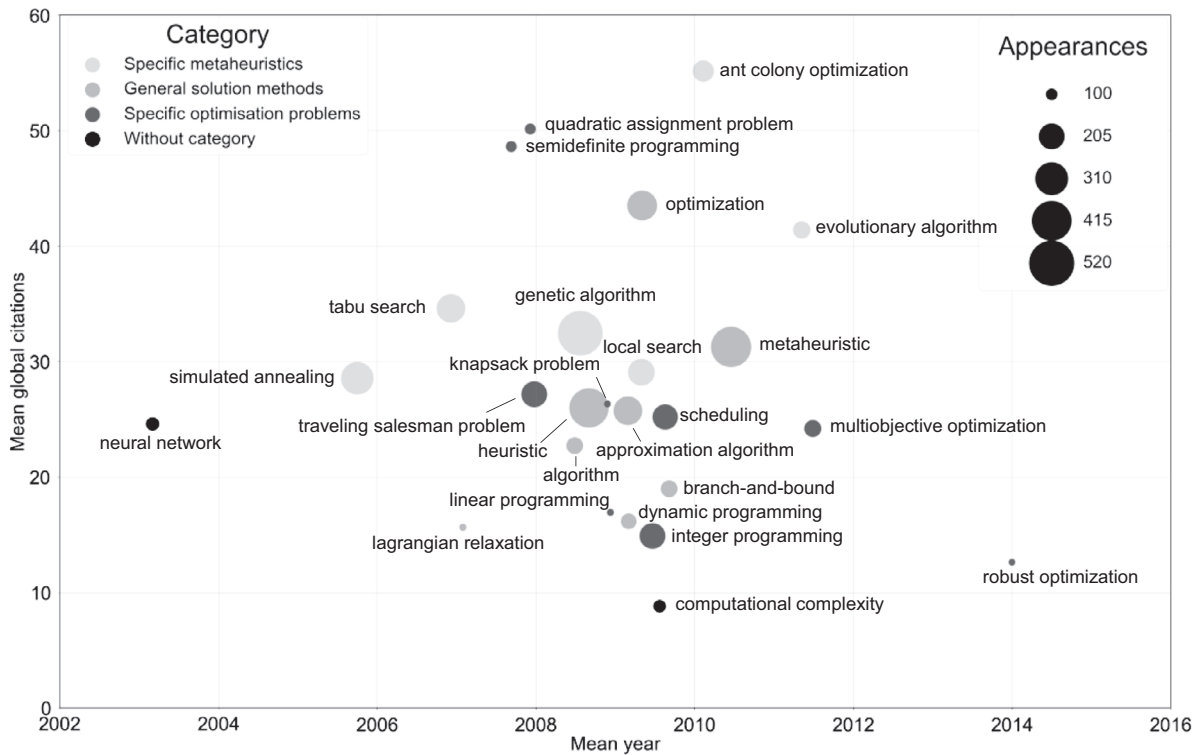 60
50
40
30
20
10
0
Mean global citations
Category
Specific metaheuristics
General solution methods
Specific optimisation problems
Without category
Appearances
100
205
310
415
520
ant colony optimization
quadratic assignment problem
semidefinite programming
optimization
evolutionary algorithm
genetic algorithm
tabu search
local search
metaheuristic
knapsack problem
simulated annealing
traveling salesman problem
scheduling
multiobjective optimization
neural network
heuristic
approximation algorithm
algorithm
branch-and-bound
linear programming
dynamic programming
integer programming
lagrangian relaxation
robust optimization
computational complexity
2002
2004
2006
2008
2010
2012
2014
2016
Mean year